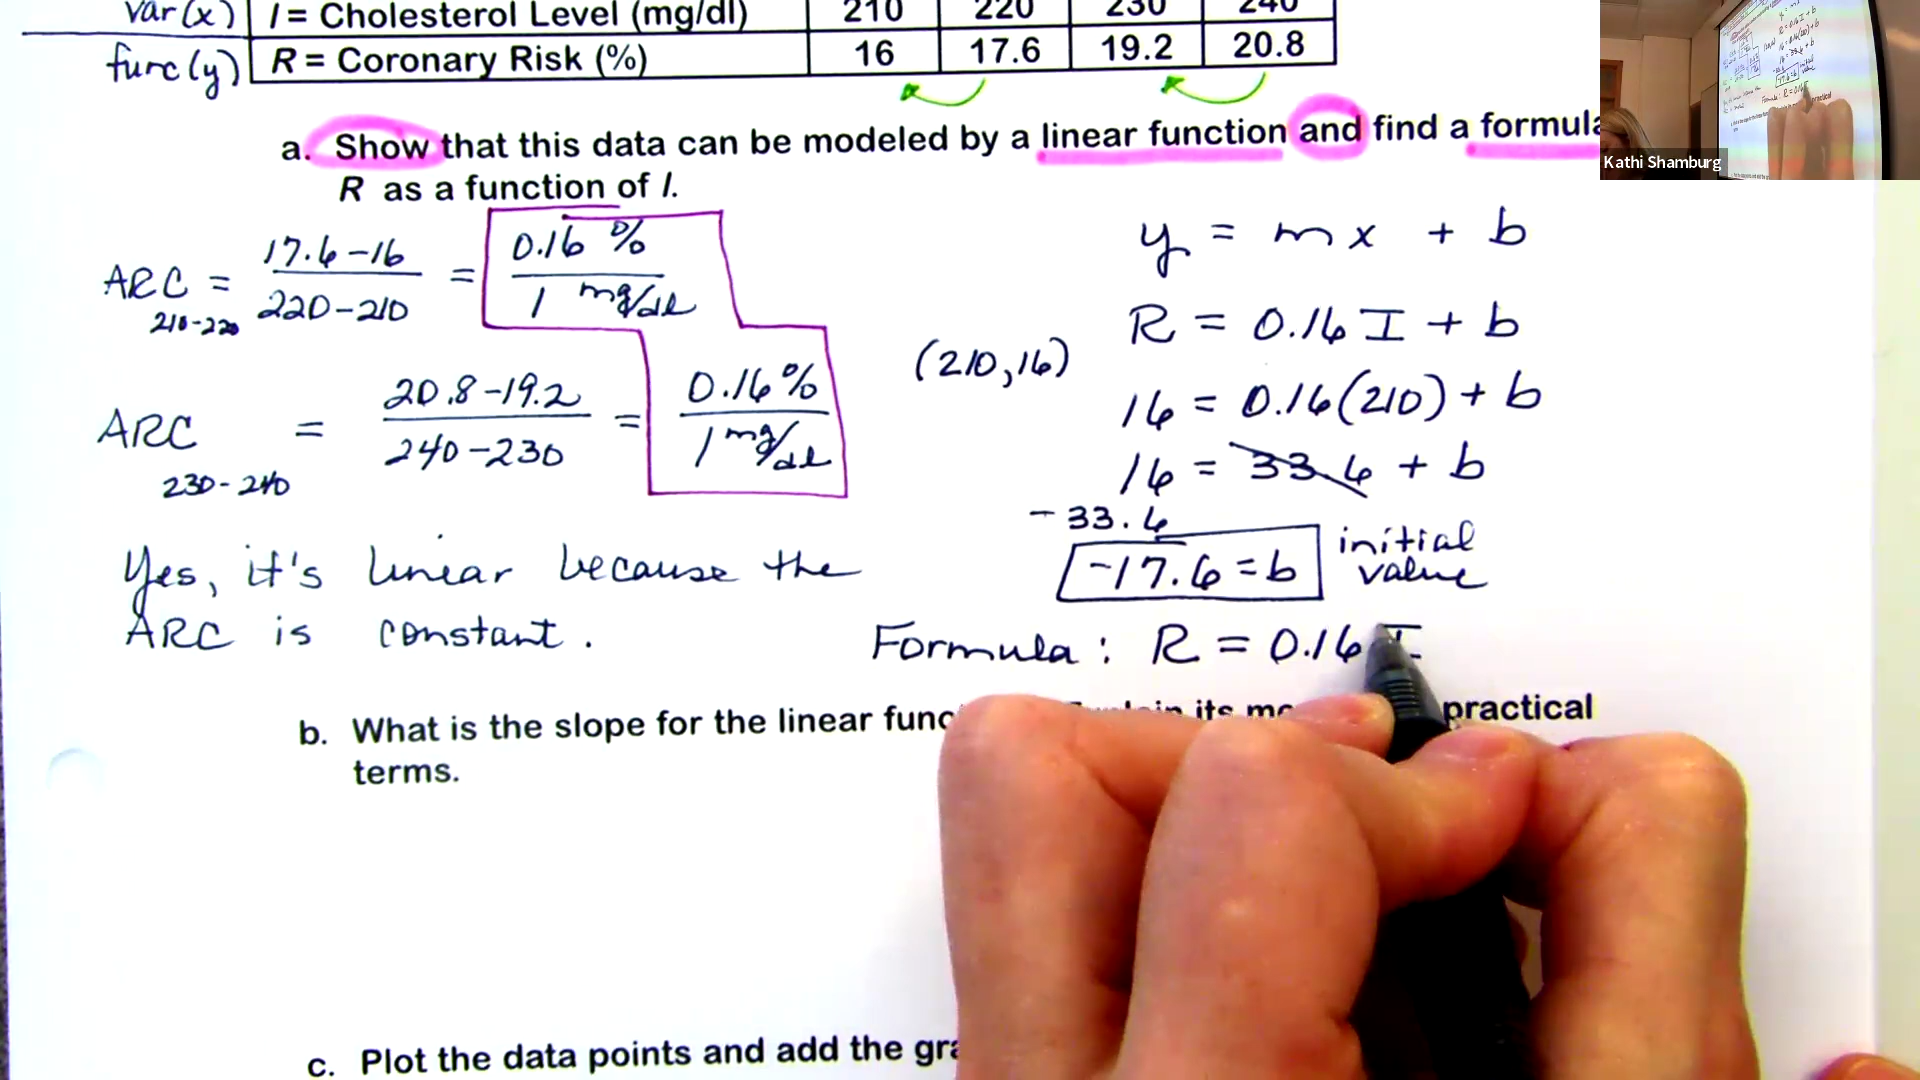 var(x) I = Cholesterol Level (mg/dl) 210 220 230 240
func(y) R = Coronary Risk (%) 16 17.6 19.2 20.8
a. Show that this data can be modeled by a linear function and find a formula
R as a function of I.
Kathi Shamburg
ARC 210-220 = 17.6-16 / 220-210 = 0.16 % / 1 mg/dl
ARC 230-240 = 20.8-19.2 / 240-230 = 0.16% / 1 mg/dl
Yes, it's linear because the
ARC is constant.
y = mx + b
R = 0.16 I + b
(210,16)
16 = 0.16(210) + b
16 = 33.6 + b
-33.6
-17.6 = b initial value
Formula: R = 0.16 I
b. What is the slope for the linear its practical
terms.
c. Plot the data points and add the